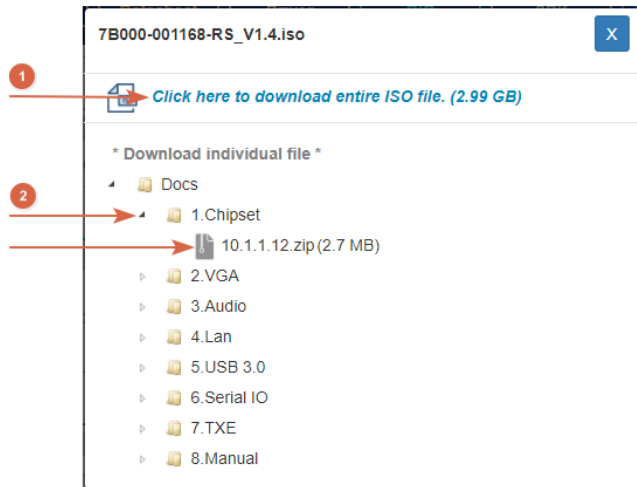 7B000-001168-RS_V1.4.iso
X
1
Click here to download entire ISO file. (2.99 GB)
* Download individual file *
Docs
2
1.Chipset
10.1.1.12.zip (2.7 MB)
2.VGA
3.Audio
4.Lan
5.USB 3.0
6.Serial IO
7.TXE
8.Manual